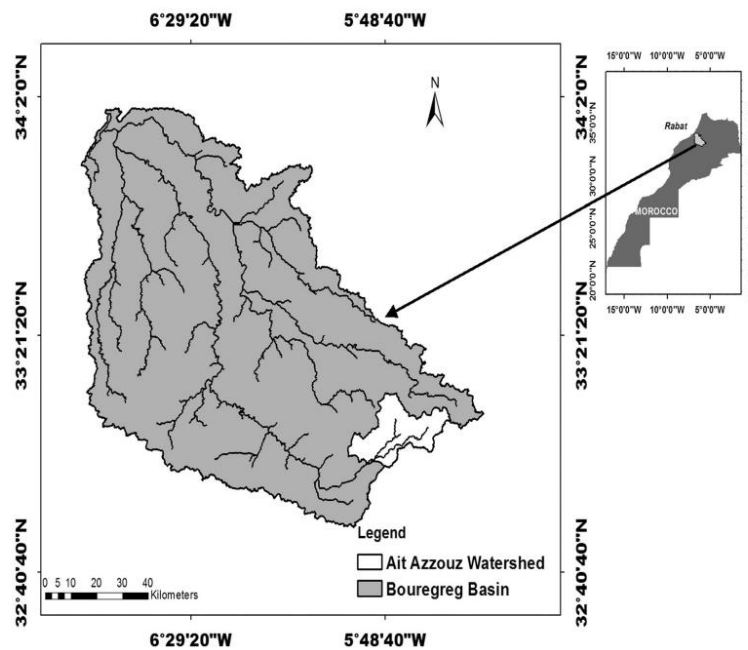 6°29'20"W 5°48'40"W
34°2'0"N
33°21'20"N
32°40'40"N
N
Legend
Ait Azzouz Watershed
Bouregreg Basin
0 5 10 20 30 40
Kilometers
6°29'20"W 5°48'40"W
34°2'0"N
33°21'20"N
32°40'40"N
15°0'0"W 10°0'0"W 5°0'0"W
Rabat
MOROCCO
35°0'0"N
30°0'0"N
25°0'0"N
20°0'0"N
15°0'0"W 10°0'0"W 5°0'0"W